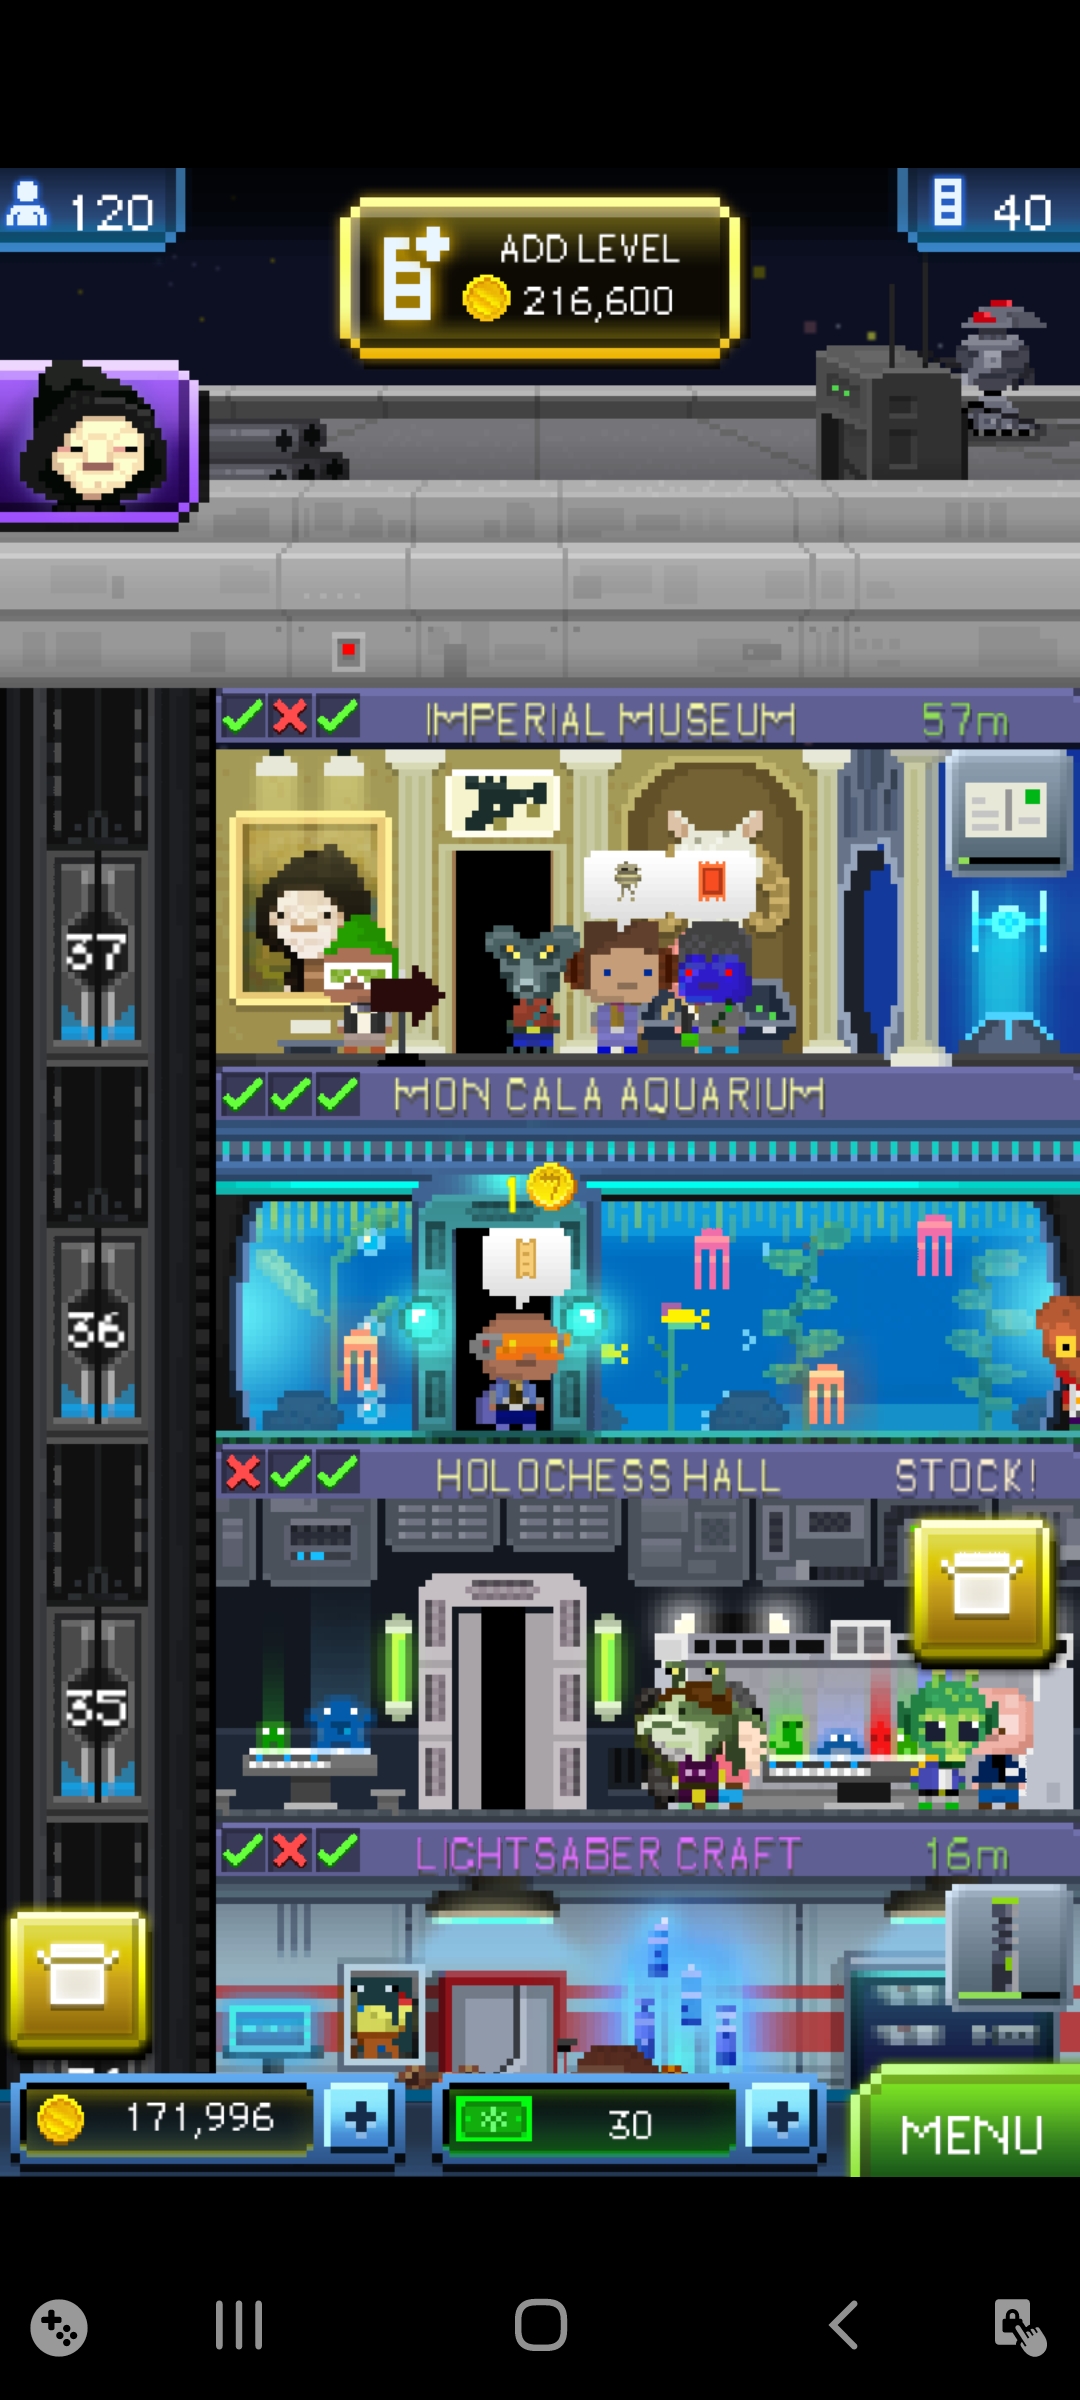 120
ADD LEVEL
216,600
40
IMPERIAL MUSEUM 57m
37
MON CALA AQUARIUM
1
36
HOLOCHESS HALL STOCK!
35
LIGHTSABER CRAFT 16m
171,996
30
MENU